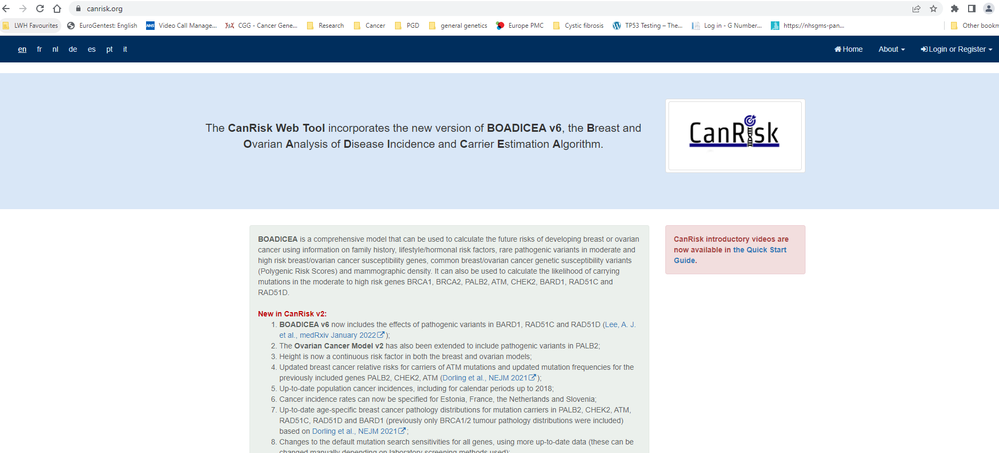 canrisk.org
LWH Favourites EuroGentest: English Video Call Manage... CGG - Cancer Gene... Research Cancer PGD general genetics Europe PMC Cystic fibrosis TP53 Testing – The... Log in - G Number... https://nhsgms-pan... Other bookm
NHS
en fr nl de es pt it Home About Login or Register
The CanRisk Web Tool incorporates the new version of BOADICEA v6, the Breast and
Ovarian Analysis of Disease Incidence and Carrier Estimation Algorithm.
CanRisk
BOADICEA is a comprehensive model that can be used to calculate the future risks of developing breast or ovarian
cancer using information on family history, lifestyle/hormonal risk factors, rare pathogenic variants in moderate and
high risk breast/ovarian cancer susceptibility genes, common breast/ovarian cancer genetic susceptibility variants
(Polygenic Risk Scores) and mammographic density. It can also be used to calculate the likelihood of carrying
mutations in the moderate to high risk genes BRCA1, BRCA2, PALB2, ATM, CHEK2, BARD1, RAD51C and
RAD51D.
New in CanRisk v2:
1. BOADICEA v6 now includes the effects of pathogenic variants in BARD1, RAD51C and RAD51D (Lee, A. J.
et al., medRxiv January 2022);
2. The Ovarian Cancer Model v2 has also been extended to include pathogenic variants in PALB2;
3. Height is now a continuous risk factor in both the breast and ovarian models;
4. Updated breast cancer relative risks for carriers of ATM mutations and updated mutation frequencies for the
previously included genes PALB2, CHEK2, ATM (Dorling et al., NEJM 2021);
5. Up-to-date population cancer incidences, including for calendar periods up to 2018;
6. Cancer incidence rates can now be specified for Estonia, France, the Netherlands and Slovenia;
7. Up-to-date age-specific breast cancer pathology distributions for mutation carriers in PALB2, CHEK2, ATM,
RAD51C, RAD51D and BARD1 (previously only BRCA1/2 tumour pathology distributions were included)
based on Dorling et al., NEJM 2021;
8. Changes to the default mutation search sensitivities for all genes, using more up-to-date data (these can be
changed manually depending on laboratory screening methods used);
CanRisk introductory videos are
now available in the Quick Start
Guide.